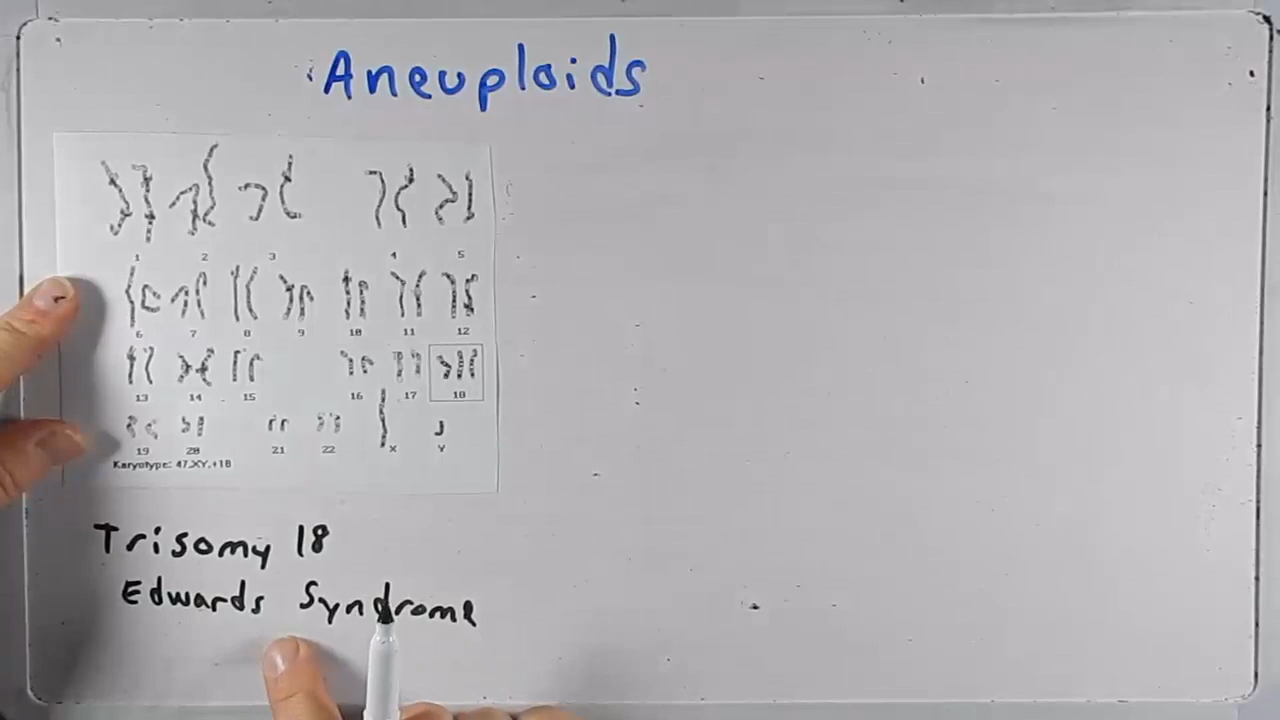 Aneuploids
1 2 3 4 5
6 7 8 9 10 11 12
13 14 15 16 17 18
19 20 21 22 X Y
Karyotype: 47,XY,+18
Trisomy 18
Edwards Syndrome